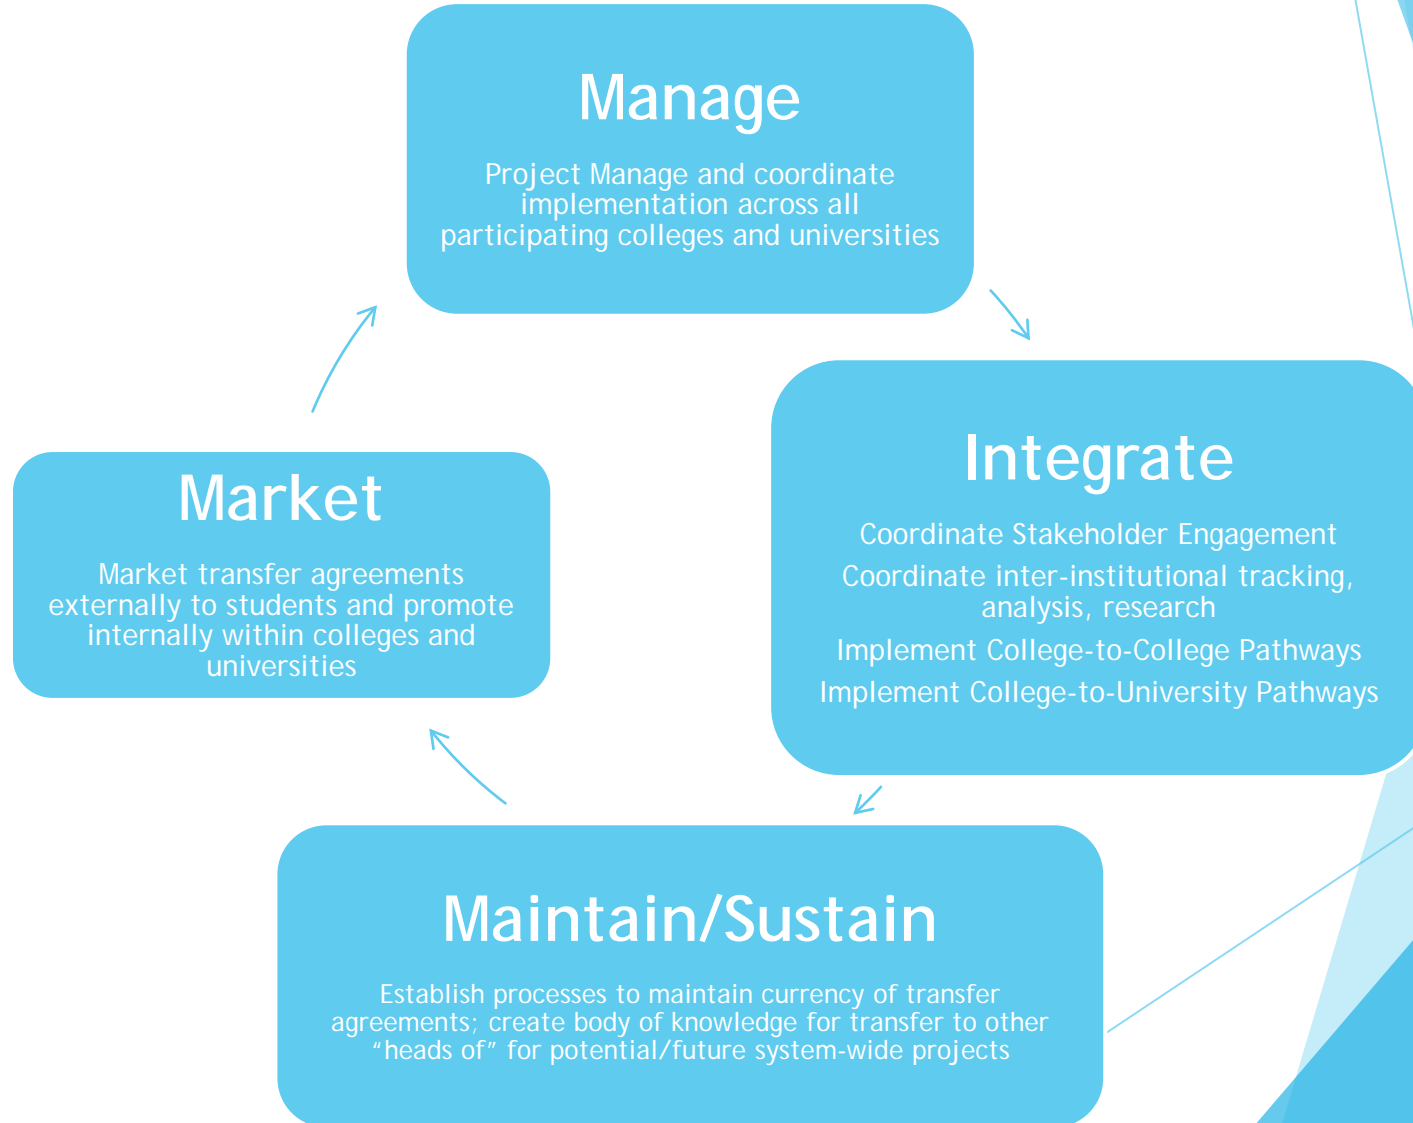 Manage
Project Manage and coordinate
implementation across all
participating colleges and universities
Integrate
Coordinate Stakeholder Engagement
Coordinate inter-institutional tracking,
analysis, research
Implement College-to-College Pathways
Implement College-to-University Pathways
Maintain/Sustain
Establish processes to maintain currency of transfer
agreements; create body of knowledge for transfer to other
“heads of” for potential/future system-wide projects
Market
Market transfer agreements
externally to students and promote
internally within colleges and
universities